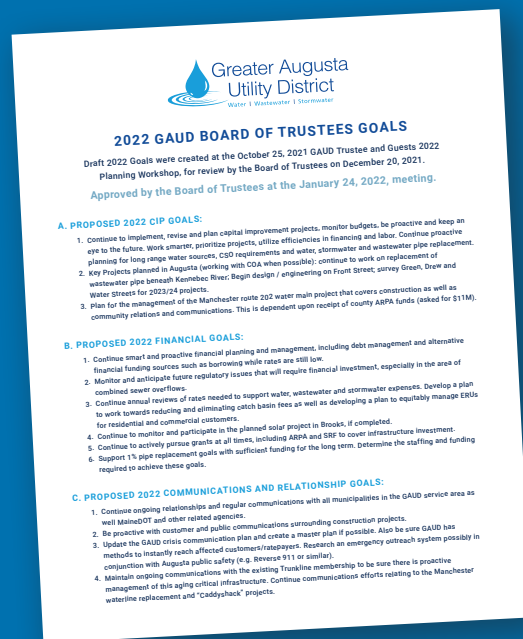 Greater Augusta
Utility District
Water | Wastewater | Stormwater
2022 GAUD BOARD OF TRUSTEES GOALS
Draft 2022 Goals were created at the October 25, 2021 GAUD Trustee and Guests 2022
Planning Workshop, for review by the Board of Trustees on December 20, 2021.
Approved by the Board of Trustees at the January 24, 2022, meeting.
A. PROPOSED 2022 CIP GOALS:
1. Continue to implement, revise and plan capital improvement projects, monitor budgets, be proactive and keep an
eye to the future. Work smarter, prioritize projects, utilize efficiencies in financing and labor. Continue proactive
planning for long range water sources, CSO requirements and water, stormwater and wastewater pipe replacement.
2. Key Projects planned in Augusta (working with COA when possible): continue to work on replacement of
wastewater pipe beneath Kennebec River; Begin design / engineering on Front Street; survey Green, Drew and
Water Streets for 2023/24 projects.
3. Plan for the management of the Manchester route 202 water main project that covers construction as well as
community relations and communications. This is dependent upon receipt of county ARPA funds (asked for $11M).
B. PROPOSED 2022 FINANCIAL GOALS:
1. Continue smart and proactive financial planning and management, including debt management and alternative
financial funding sources such as borrowing while rates are still low.
2. Monitor and anticipate future regulatory issues that will require financial investment, especially in the area of
combined sewer overflows.
3. Continue annual reviews of rates needed to support water, wastewater and stormwater expenses. Develop a plan
to work towards reducing and eliminating catch basin fees as well as developing a plan to equitably manage ERUs
for residential and commercial customers.
4. Continue to monitor and participate in the planned solar project in Brooks, if completed.
5. Continue to actively pursue grants at all times, including ARPA and SRF to cover infrastructure investment.
6. Support 1% pipe replacement goals with sufficient funding for the long term. Determine the staffing and funding
required to achieve these goals.
C. PROPOSED 2022 COMMUNICATIONS AND RELATIONSHIP GOALS:
1. Continue ongoing relationships and regular communications with all municipalities in the GAUD service area as
well MaineDOT and other related agencies.
2. Be proactive with customer and public communications surrounding construction projects.
3. Update the GAUD crisis communication plan and create a master plan if possible. Also be sure GAUD has
methods to instantly reach affected customers/ratepayers. Research an emergency outreach system possibly in
conjunction with Augusta public safety (e.g. Reverse 911 or similar).
4. Maintain ongoing communications with the existing Trunkline membership to be sure there is proactive
management of this aging critical infrastructure. Continue communications efforts relating to the Manchester
waterline replacement and "Caddyshack" projects.